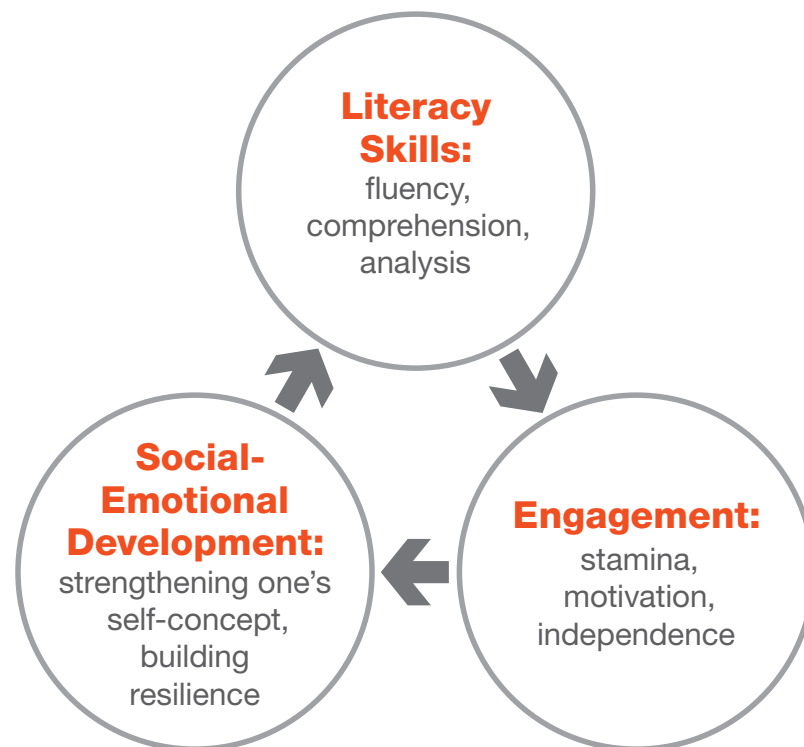 Literacy
Skills:
fluency,
comprehension,
analysis
Social-
Emotional
Development:
strengthening one’s
self-concept,
building
resilience
Engagement:
stamina,
motivation,
independence